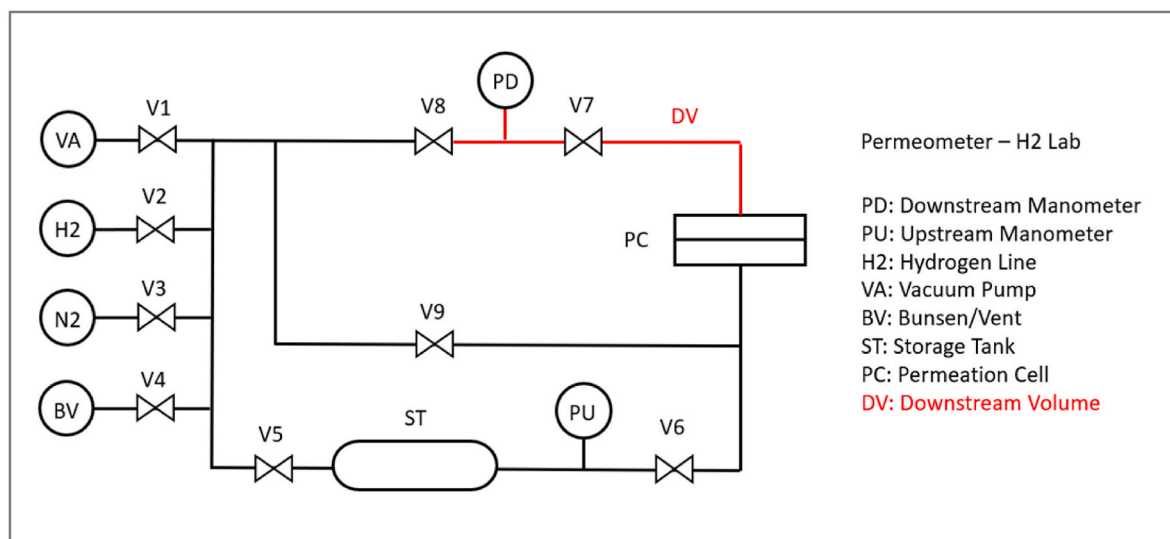 PD
V1
V8
V7
DV
VA
Permeometer – H2 Lab
V2
H2
PD: Downstream Manometer
PU: Upstream Manometer
PC
H2: Hydrogen Line
V3
VA: Vacuum Pump
N2
V9
BV: Bunsen/Vent
ST: Storage Tank
V4
PC: Permeation Cell
BV
PU
DV: Downstream Volume
ST
V5
V6